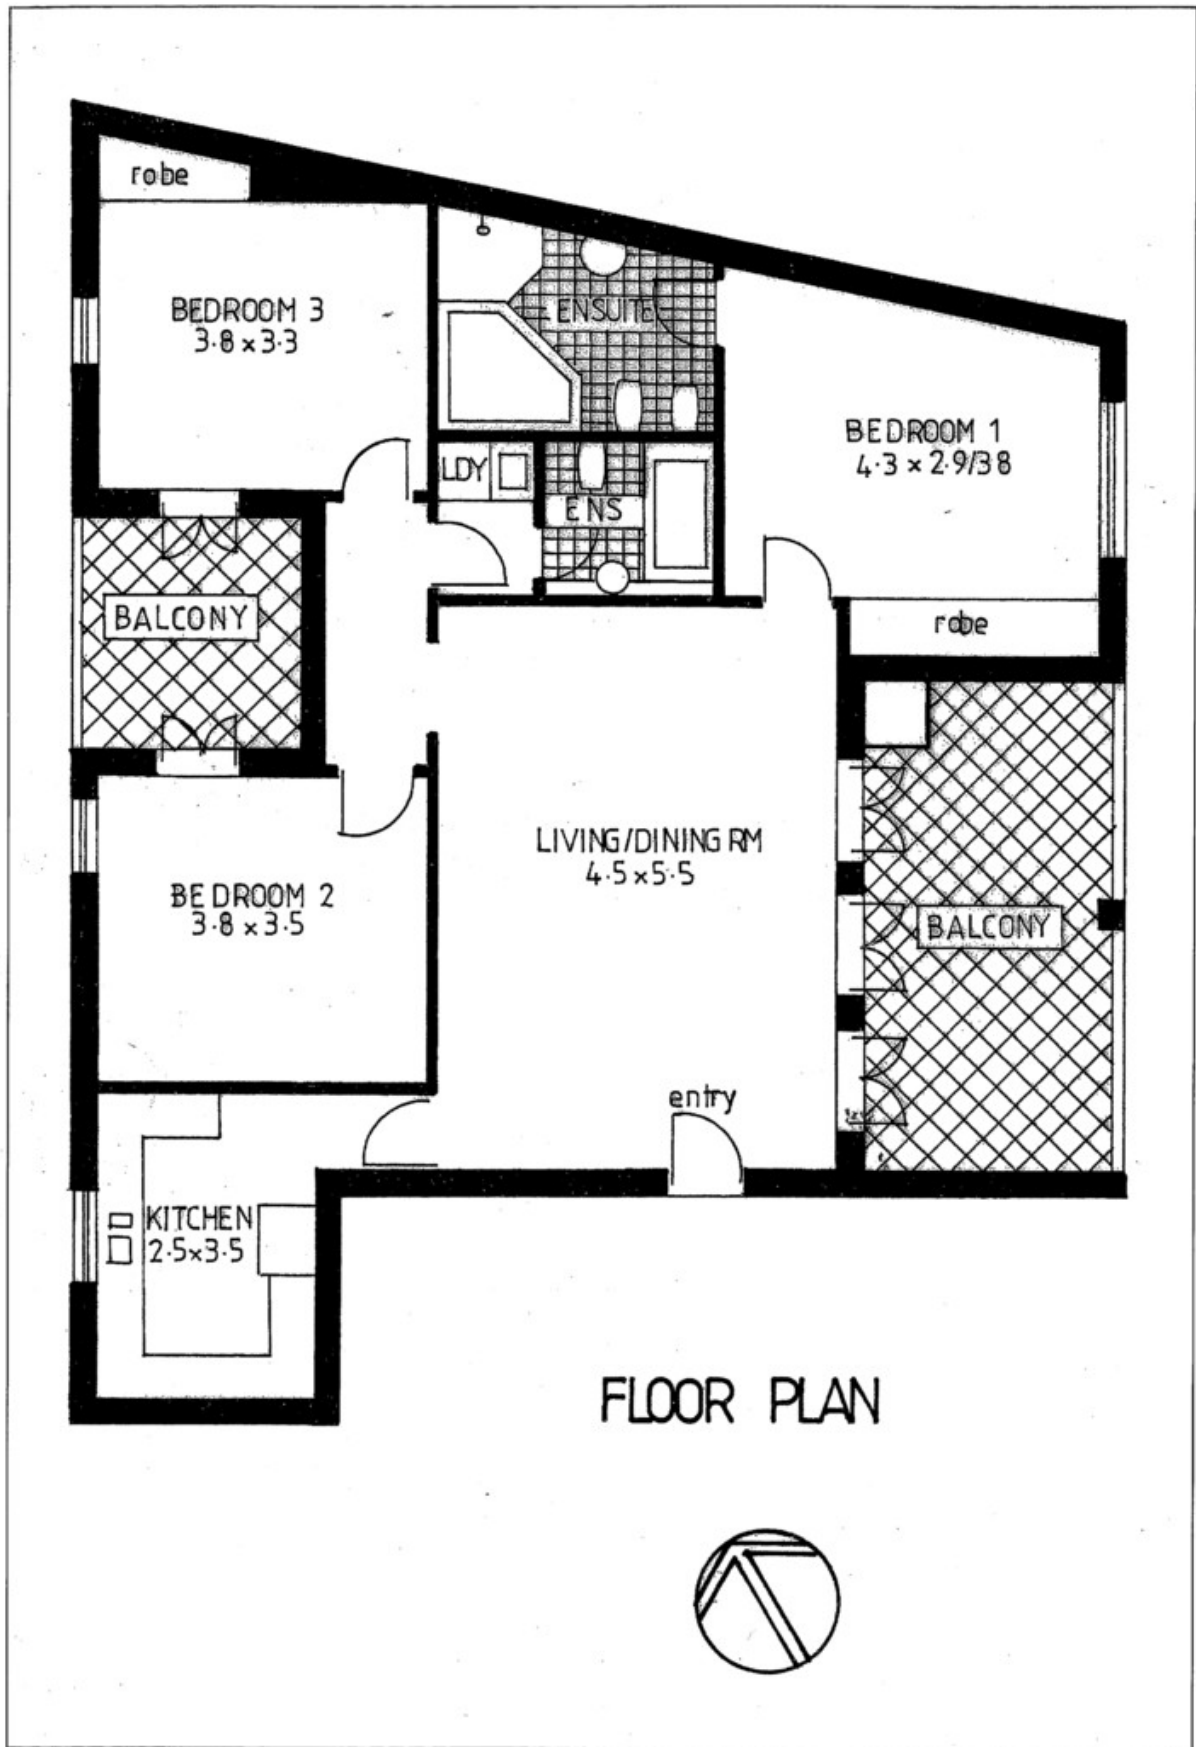 robe
BEDROOM 3
3.8 x 3.3
ENSUITE
BEDROOM 1
4.3 x 2.9/38
LDY
ENS
BALCONY
robe
LIVING/DINING RM
4.5 x 5.5
BEDROOM 2
3.8 x 3.5
BALCONY
entry
KITCHEN
2.5x3.5
FLOOR PLAN